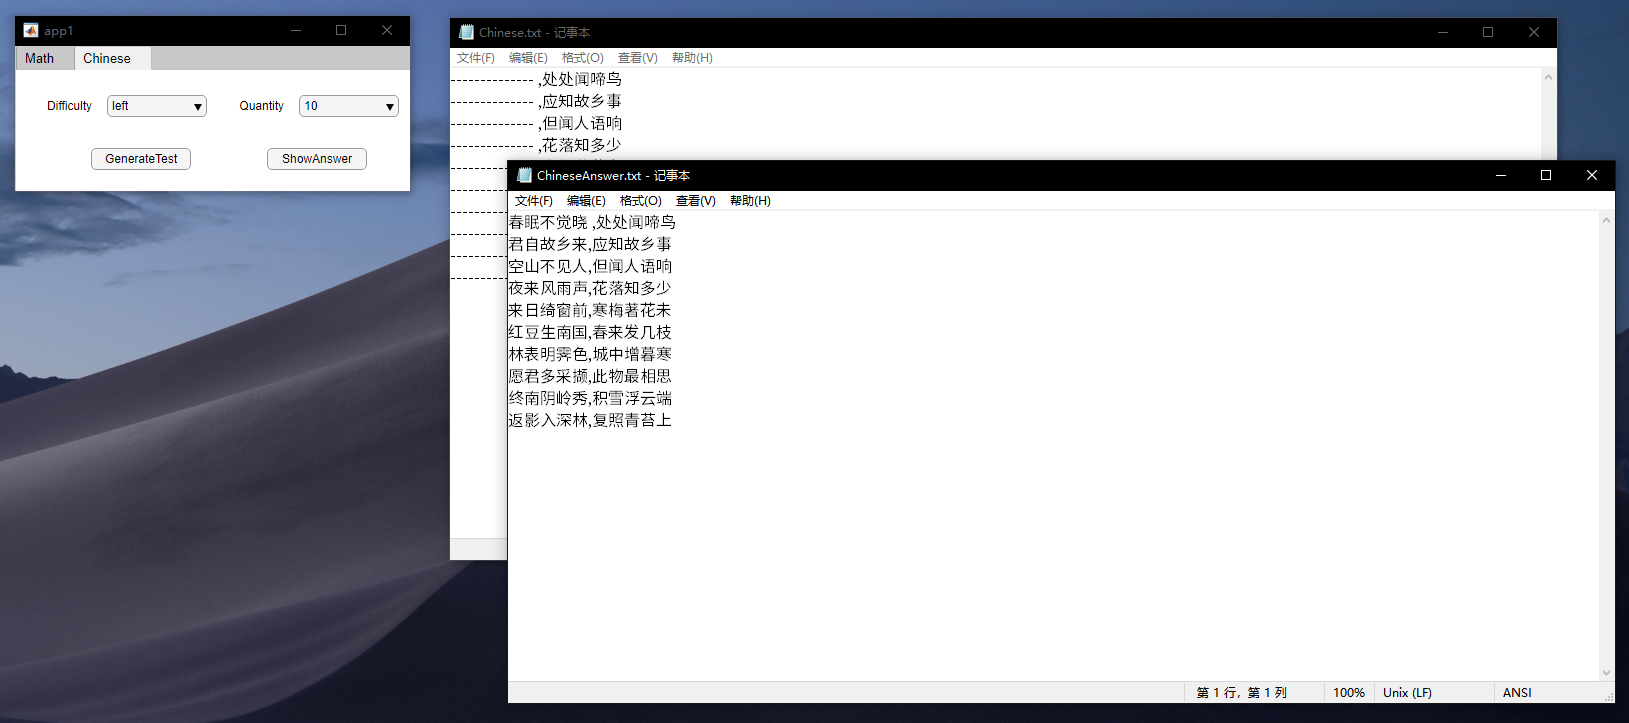 app1
Math Chinese
Difficulty left Quantity 10
GenerateTest ShowAnswer
Chinese.txt - 记事本
文件(F) 编辑(E) 格式(O) 查看(V) 帮助(H)
-------------- ,处处闻啼鸟
-------------- ,应知故乡事
-------------- ,但闻人语响
-------------- ,花落知多少
ChineseAnswer.txt - 记事本
文件(F) 编辑(E) 格式(O) 查看(V) 帮助(H)
春眠不觉晓 ,处处闻啼鸟
君自故乡来,应知故乡事
空山不见人,但闻人语响
夜来风雨声,花落知多少
来日绮窗前,寒梅著花未
红豆生南国,春来发几枝
林表明霁色,城中增暮寒
愿君多采撷,此物最相思
终南阴岭秀,积雪浮云端
返影入深林,复照青苔上
第 1 行，第 1 列 100% Unix (LF) ANSI